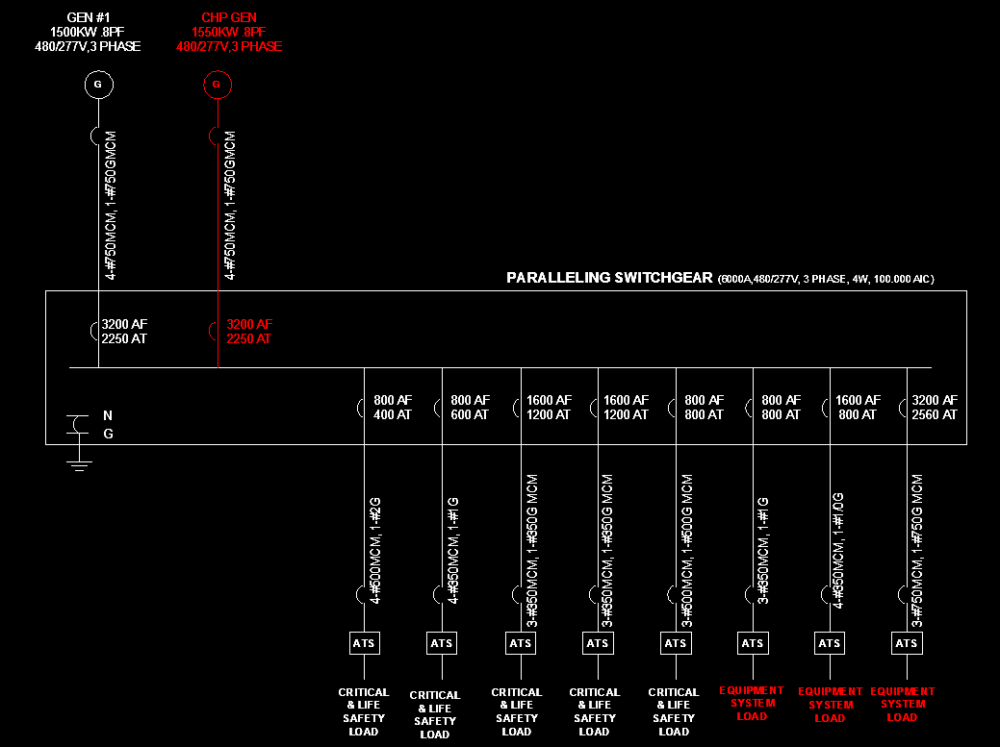 GEN #1
1500KW .8PF
480/277V,3 PHASE
CHP GEN
1550KW .8PF
480/277V,3 PHASE
G
G
4-#750MCM, 1-#750GMCM
4-#750MCM, 1-#750GMCM
PARALLELING SWITCHGEAR (6000A,480/277V, 3 PHASE, 4W, 100.000 AIC)
3200 AF
2250 AT
3200 AF
2250 AT
N
G
800 AF
400 AT
800 AF
600 AT
1600 AF
1200 AT
1600 AF
1200 AT
800 AF
800 AT
800 AF
800 AT
1600 AF
800 AT
3200 AF
2560 AT
4-#500MCM, 1-#2G
4-#350MCM, 1-#1G
3-#350MCM, 1-#350G MCM
3-#350MCM, 1-#350G MCM
3-#500MCM, 1-#500G MCM
3-#350MCM, 1-#1G
4-#350MCM, 1-#1/0G
3-#750MCM, 1-#750G MCM
ATS
ATS
ATS
ATS
ATS
ATS
ATS
ATS
CRITICAL
& LIFE
SAFETY
LOAD
CRITICAL
& LIFE
SAFETY
LOAD
CRITICAL
& LIFE
SAFETY
LOAD
CRITICAL
& LIFE
SAFETY
LOAD
CRITICAL
& LIFE
SAFETY
LOAD
EQUIPMENT
SYSTEM
LOAD
EQUIPMENT
SYSTEM
LOAD
EQUIPMENT
SYSTEM
LOAD